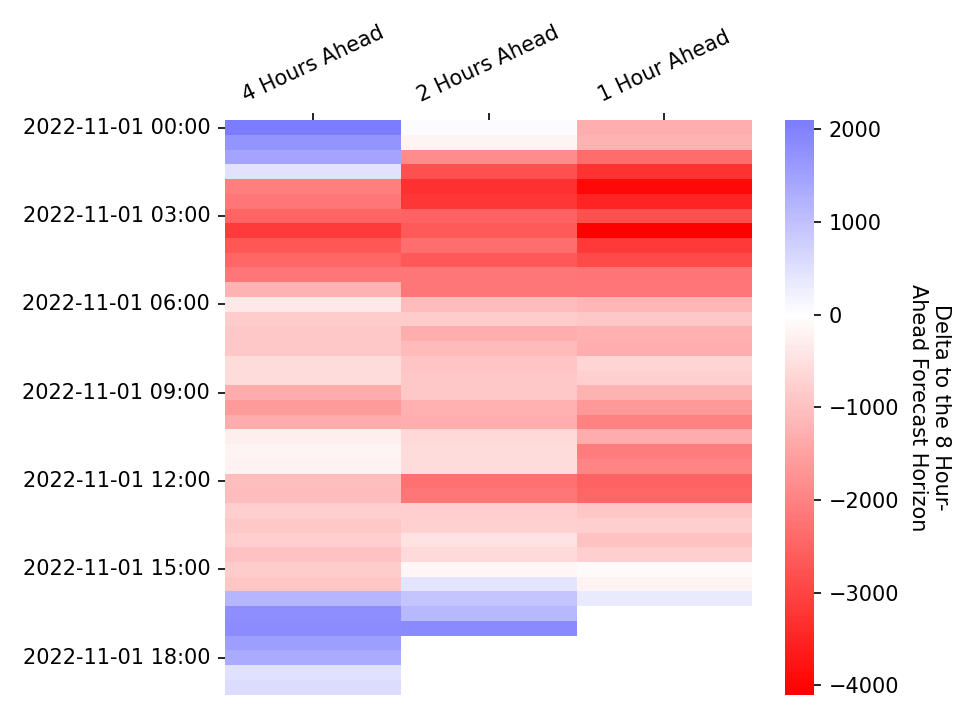 4 Hours Ahead
2 Hours Ahead
1 Hour Ahead
2022-11-01 00:00
2022-11-01 03:00
2022-11-01 06:00
2022-11-01 09:00
2022-11-01 12:00
2022-11-01 15:00
2022-11-01 18:00
2000
1000
0
−1000
−2000
−3000
−4000
Delta to the 8 Hour-
Ahead Forecast Horizon